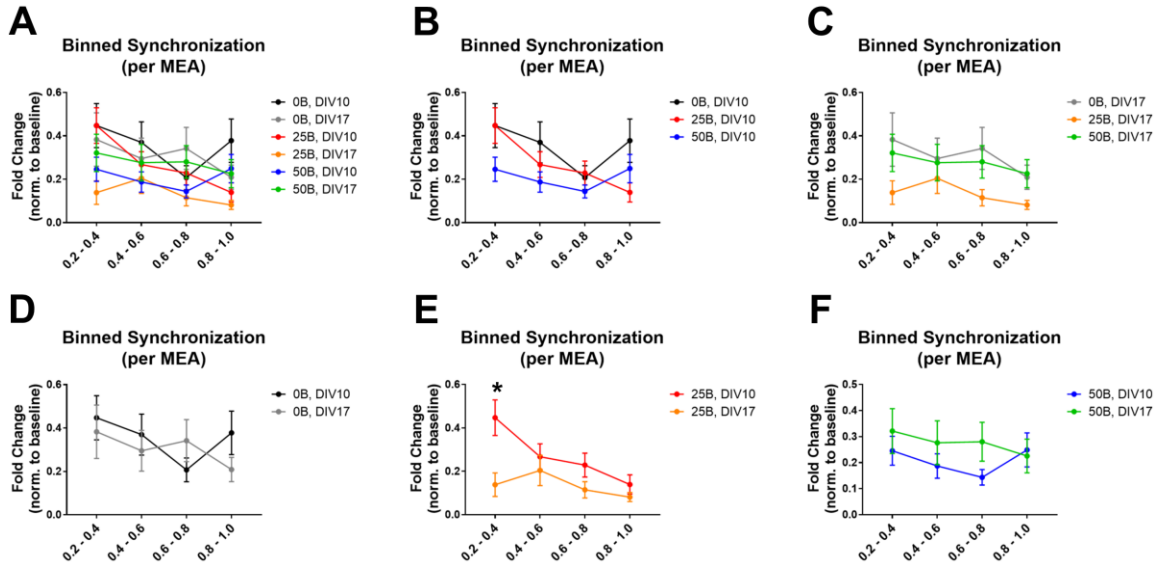 A
Binned Synchronization
(per MEA)
Fold Change
(norm. to baseline)
0.6
0.4
0.2
0.0
0.2 - 0.4
0.4 - 0.6
0.6 - 0.8
0.8 - 1.0
0B, DIV10
0B, DIV17
25B, DIV10
25B, DIV17
50B, DIV10
50B, DIV17
B
Binned Synchronization
(per MEA)
Fold Change
(norm. to baseline)
0.6
0.4
0.2
0.0
0.2 - 0.4
0.4 - 0.6
0.6 - 0.8
0.8 - 1.0
0B, DIV10
25B, DIV10
50B, DIV10
C
Binned Synchronization
(per MEA)
Fold Change
(norm. to baseline)
0.6
0.4
0.2
0.0
0.2 - 0.4
0.4 - 0.6
0.6 - 0.8
0.8 - 1.0
0B, DIV17
25B, DIV17
50B, DIV17
D
Binned Synchronization
(per MEA)
Fold Change
(norm. to baseline)
0.6
0.4
0.2
0.0
0.2 - 0.4
0.4 - 0.6
0.6 - 0.8
0.8 - 1.0
0B, DIV10
0B, DIV17
E
Binned Synchronization
(per MEA)
Fold Change
(norm. to baseline)
0.6
0.4
0.2
0.0
*
0.2 - 0.4
0.4 - 0.6
0.6 - 0.8
0.8 - 1.0
25B, DIV10
25B, DIV17
F
Binned Synchronization
(per MEA)
Fold Change
(norm. to baseline)
0.5
0.4
0.3
0.2
0.1
0.0
0.2 - 0.4
0.4 - 0.6
0.6 - 0.8
0.8 - 1.0
50B, DIV10
50B, DIV17